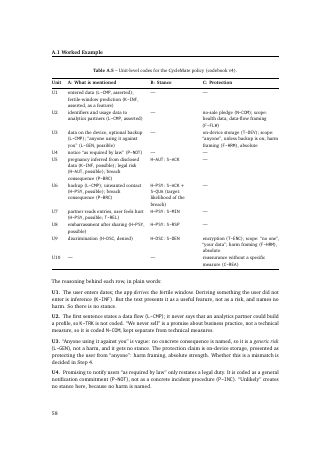 A.1 Worked Example
Table A.5 – Unit-level codes for the CycleMate policy (codebook v4).
Unit A: What is mentioned B: Stance C: Protection
U1 entered data (L-CMP, asserted); — —
fertile-window prediction (K-INF,
asserted, as a feature)
U2 identifiers and usage data to — no-sale pledge (N-COM); scope:
analytics partners (L-CMP, health data; data-flow framing
asserted) (F-FLW)
U3 data on the device, optional backup — on-device storage (T-DEV); scope:
(L-CMP); "anyone using it against "anyone", unless backup is on; harm
you" (L-GEN, possible) framing (F-HRM), absolute
U4 notice "as required by law" (P-NOT) — —
U5 pregnancy inferred from disclosed H-AUT: S-ACK —
data (K-INF, possible); legal risk
(H-AUT, possible); breach
consequence (P-BRC)
U6 backup (L-CMP); unwanted contact H-PSY: S-ACK + —
(H-PSY, possible); breach S-QUA (target:
consequence (P-BRC) likelihood of the
breach)
U7 partner reads entries, user feels hurt H-PSY: S-MIN —
(H-PSY, possible; T-REL)
U8 embarrassment after sharing (H-PSY, H-PSY: S-RSP —
possible)
U9 discrimination (H-DSC, denied) H-DSC: S-DEN encryption (T-ENC); scope: "no one",
"your data"; harm framing (F-HRM),
absolute
U10 — — reassurance without a specific
measure (I-REA)
The reasoning behind each row, in plain words:
U1. The user enters dates; the app derives the fertile window. Deriving something the user did not
enter is inference (K-INF). But the text presents it as a useful feature, not as a risk, and names no
harm. So there is no stance.
U2. The first sentence states a data flow (L-CMP); it never says that an analytics partner could build
a profile, so K-TRK is not coded. "We never sell" is a promise about business practice, not a technical
measure, so it is coded N-COM, kept separate from technical measures.
U3. "Anyone using it against you" is vague: no concrete consequence is named, so it is a generic risk
(L-GEN), not a harm, and it gets no stance. The protection claim is on-device storage, presented as
protecting the user from "anyone": harm framing, absolute strength. Whether this is a mismatch is
decided in Step 4.
U4. Promising to notify users "as required by law" only restates a legal duty. It is coded as a general
notification commitment (P-NOT), not as a concrete incident procedure (P-INC). "Unlikely" creates
no stance here, because no harm is named.
58